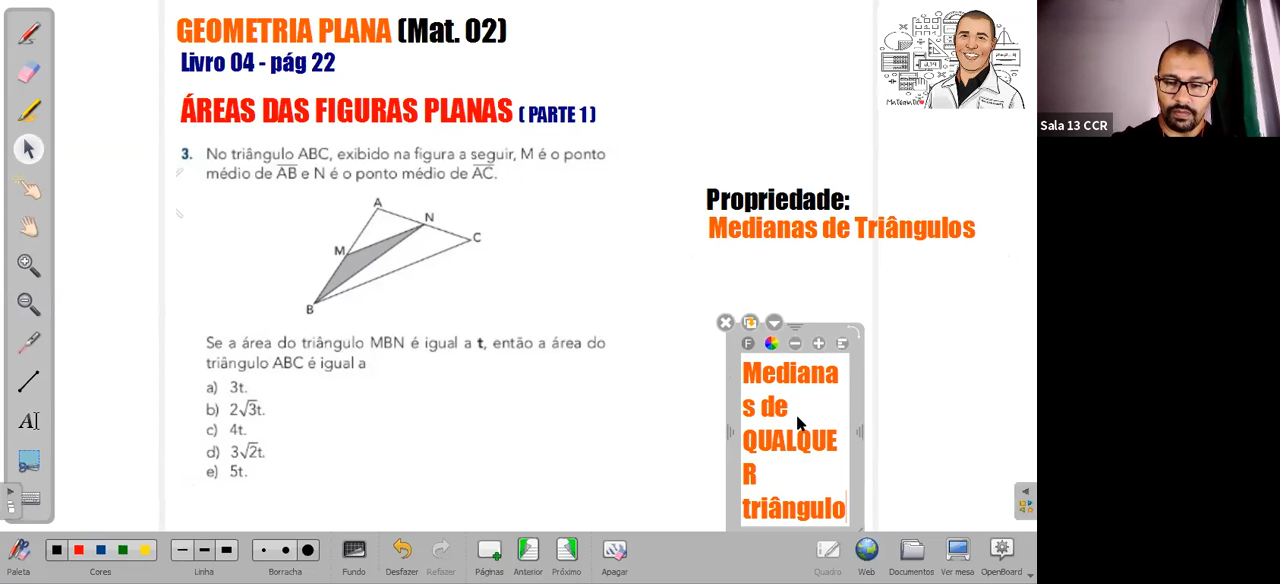 GEOMETRIA PLANA (Mat. 02)
Livro 04 - pág 22
ÁREAS DAS FIGURAS PLANAS ( PARTE 1 )
3. No triângulo ABC, exibido na figura a seguir, M é o ponto
médio de AB e N é o ponto médio de AC.
A
N
C
M
B
Se a área do triângulo MBN é igual a t, então a área do
triângulo ABC é igual a
a) 3t.
b) 2√3t.
c) 4t.
d) 3√2t.
e) 5t.
Propriedade:
Medianas de Triângulos
F
Mediana
s de
QUALQUE
R
triângulo
Sala 13 CCR
Paleta
Cores
Linha
Borracha
Fundo
Desfazer
Refazer
Páginas
Anterior
Próximo
Apagar
Quadro
Web
Documentos
Ver mesa
OpenBoard